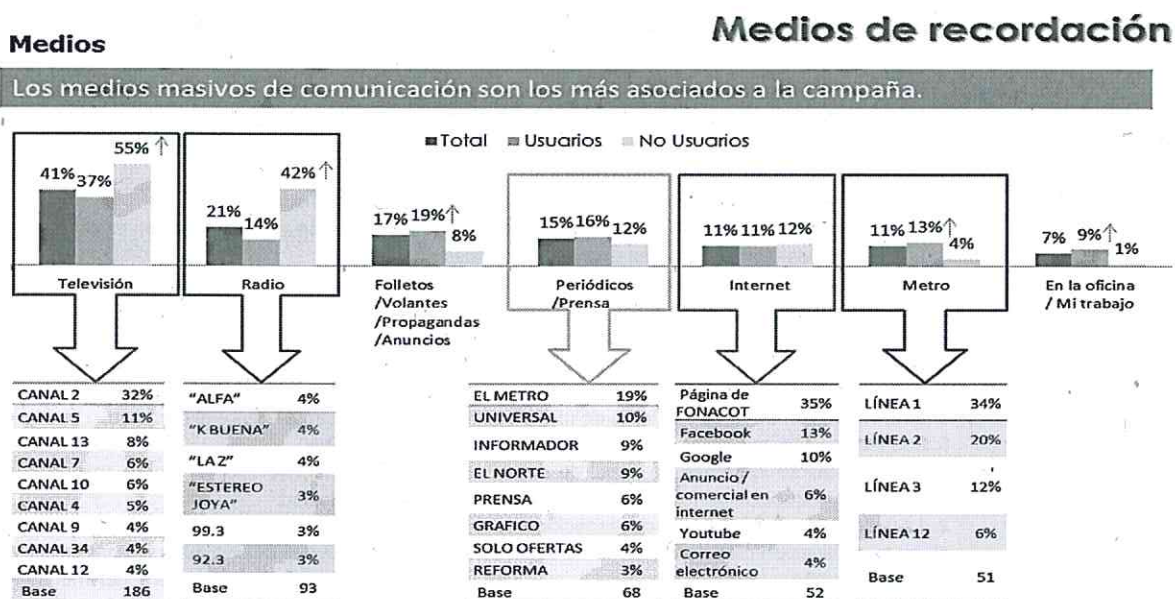 Medios
Medios de recordación
Los medios masivos de comunicación son los más asociados a la campaña.
Total Usuarios No Usuarios
41% 37% 55%
Televisión
21% 14% 42%
Radio
17% 19% 8%
Folletos
/Volantes
/Propagandas
/Anuncios
15% 16% 12%
Periódicos
/Prensa
11% 11% 12%
Internet
11% 13% 4%
Metro
7% 9% 1%
En la oficina
/ Mi trabajo
CANAL 2 32%
CANAL 5 11%
CANAL 13 8%
CANAL 7 6%
CANAL 10 6%
CANAL 4 5%
CANAL 9 4%
CANAL 34 4%
CANAL 12 4%
Base 186
"ALFA" 4%
"K BUENA" 4%
"LA Z" 4%
"ESTEREO
JOYA" 3%
99.3 3%
92.3 3%
Base 93
EL METRO 19%
UNIVERSAL 10%
INFORMADOR 9%
EL NORTE 9%
PRENSA 6%
GRAFICO 6%
SOLO OFERTAS 4%
REFORMA 3%
Base 68
Página de
FONACOT 35%
Facebook 13%
Google 10%
Anuncio /
comercial en 6%
internet
Youtube 4%
Correo
electrónico 4%
Base 52
LÍNEA 1 34%
LÍNEA 2 20%
LÍNEA 3 12%
LÍNEA 12 6%
Base 51